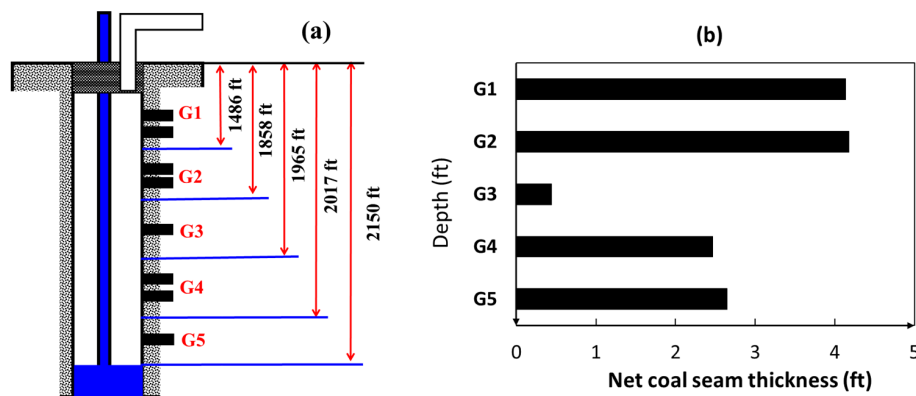 (a)
G1
G2
G3
G4
G5
1486 ft
1858 ft
1965 ft
2017 ft
2150 ft
(b)
Depth (ft)
G1
G2
G3
G4
G5
0 1 2 3 4 5
Net coal seam thickness (ft)